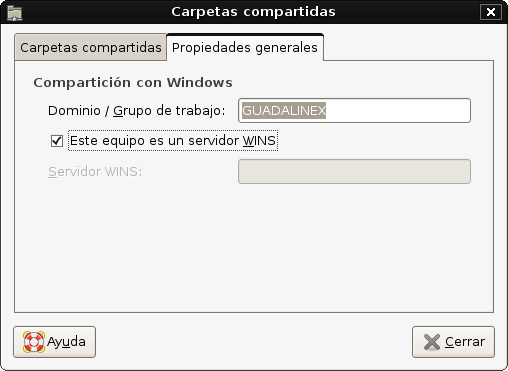 Carpetas compartidas
Carpetas compartidas Propiedades generales
Compartición con Windows
Dominio / Grupo de trabajo: GUADALINEX
Este equipo es un servidor WINS
Servidor WINS:
Ayuda Cerrar